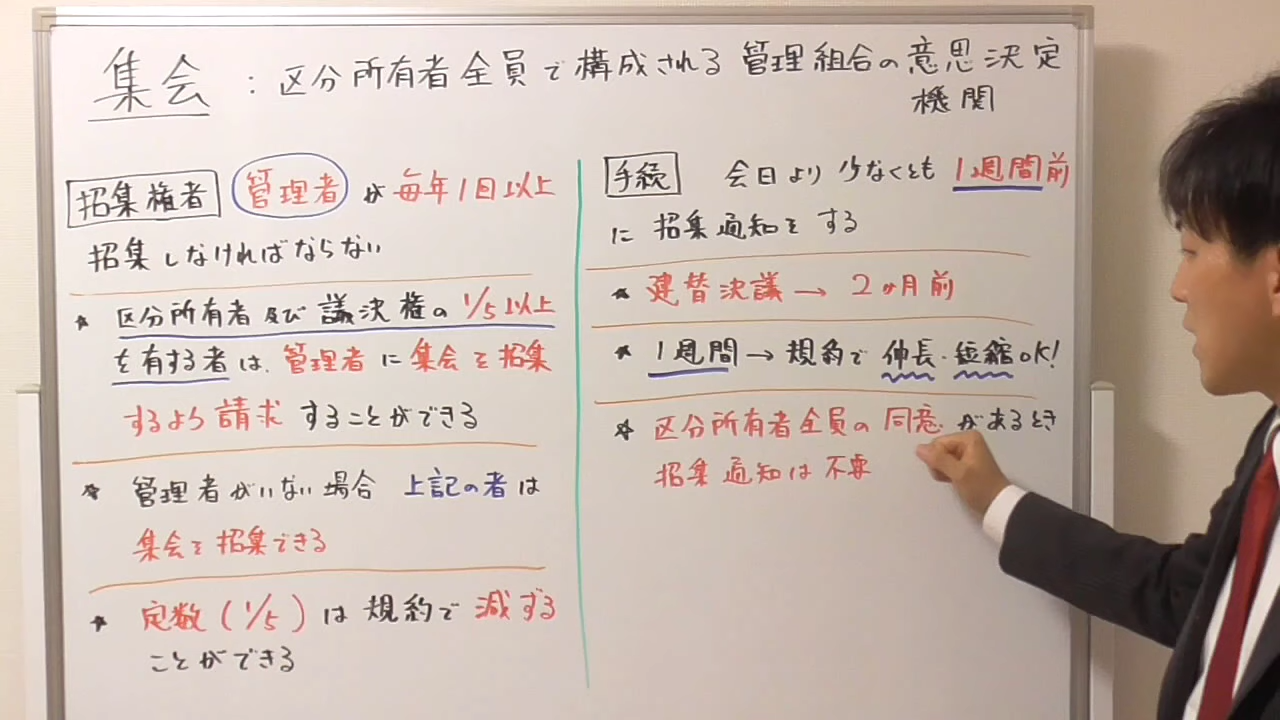 集会:区分所有者全員で構成される管理組合の意思決定
機関
招集権者 管理者が毎年1回以上
招集しなければならない
★ 区分所有者及び議決権の1/5以上
を有する者は、管理者に集会を招集
するよう請求することができる
★ 管理者がいない場合 上記の者は
集会を招集できる
★ 定数(1/5)は規約で減ずる
ことができる
手続 会日より少なくとも1週間前
に招集通知をする
★ 建替決議→2ヶ月前
★ 1週間→規約で伸長・短縮OK!
★ 区分所有者全員の同意があるとき
招集通知は不要